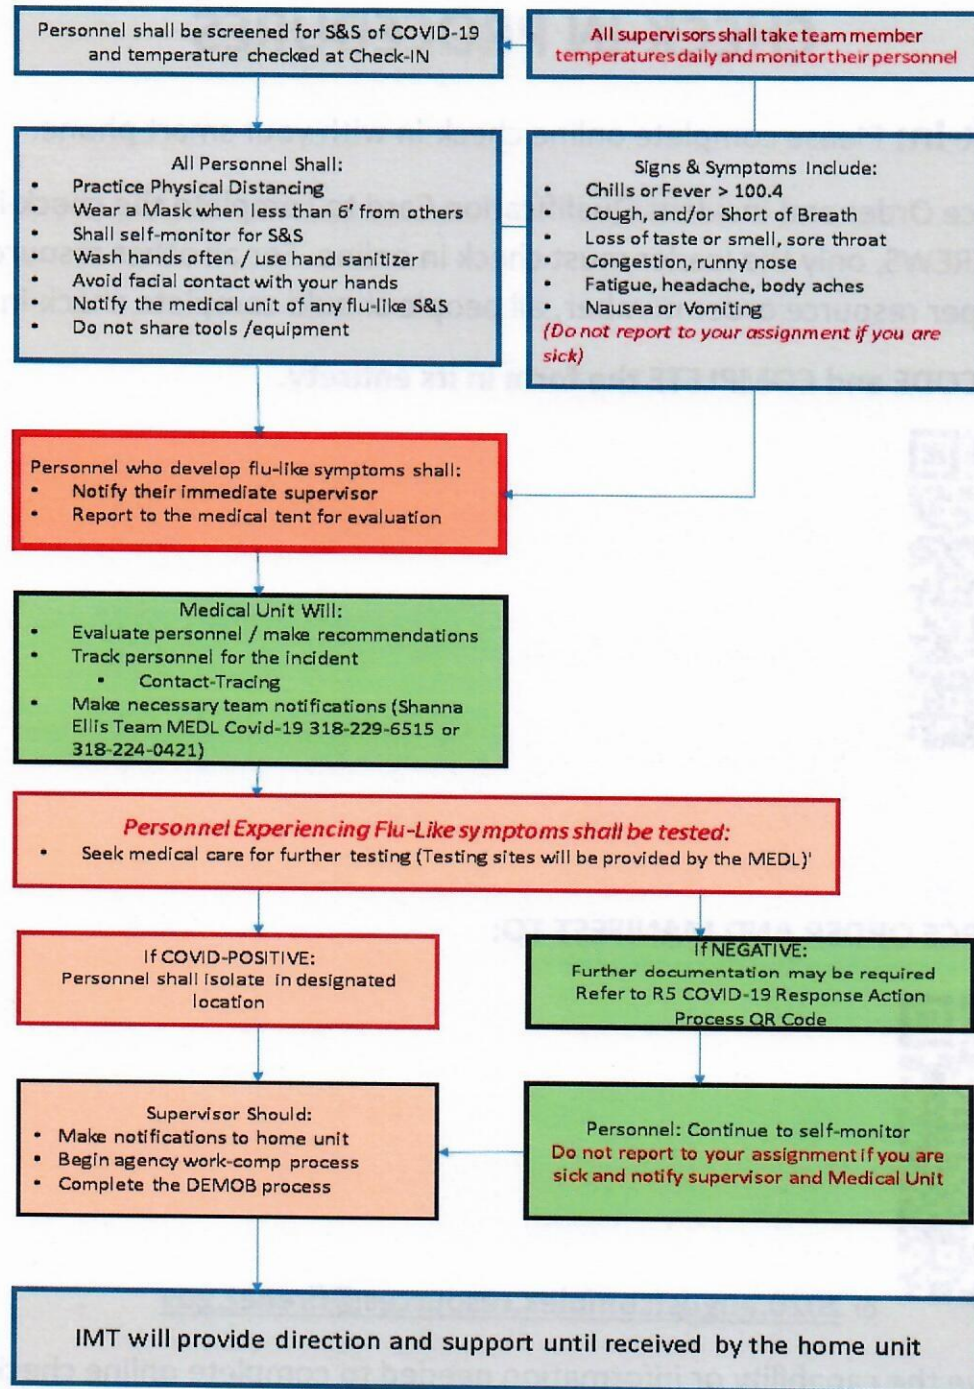 Personnel shall be screened for S&S of COVID-19
and temperature checked at Check-IN
All supervisors shall take team member
temperatures daily and monitor their personnel
All Personnel Shall:
• Practice Physical Distancing
• Wear a Mask when less than 6' from others
• Shall self-monitor for S&S
• Wash hands often / use hand sanitizer
• Avoid facial contact with your hands
• Notify the medical unit of any flu-like S&S
• Do not share tools /equipment
Signs & Symptoms Include:
• Chills or Fever > 100.4
• Cough, and/or Short of Breath
• Loss of taste or smell, sore throat
• Congestion, runny nose
• Fatigue, headache, body aches
• Nausea or Vomiting
(Do not report to your assignment if you are
sick)
Personnel who develop flu-like symptoms shall:
• Notify their immediate supervisor
• Report to the medical tent for evaluation
Medical Unit Will:
• Evaluate personnel / make recommendations
• Track personnel for the incident
• Contact-Tracing
• Make necessary team notifications (Shanna
Ellis Team MEDL Covid-19 318-229-6515 or
318-224-0421)
Personnel Experiencing Flu-Like symptoms shall be tested:
• Seek medical care for further testing (Testing sites will be provided by the MEDL)'
If COVID-POSITIVE:
Personnel shall isolate in designated
location
If NEGATIVE:
Further documentation may be required
Refer to R5 COVID-19 Response Action
Process QR Code
Supervisor Should:
• Make notifications to home unit
• Begin agency work-comp process
• Complete the DEMOB process
Personnel: Continue to self-monitor
Do not report to your assignment if you are
sick and notify supervisor and Medical Unit
IMT will provide direction and support until received by the home unit